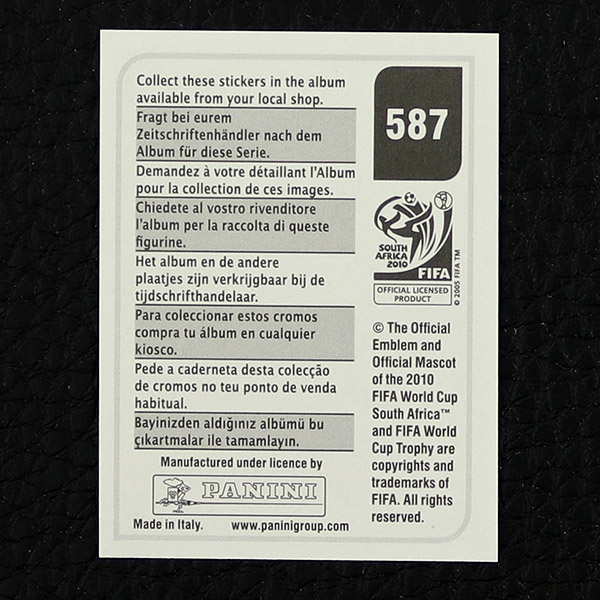 Collect these stickers in the album
available from your local shop.
Fragt bei eurem
Zeitschriftenhändler nach dem
Album für diese Serie.
Demandez à votre détaillant l'Album
pour la collection de ces images.
Chiedete al vostro rivenditore
l'album per la raccolta di queste
figurine.
Het album en de andere
plaatjes zijn verkrijgbaar bij de
tijdschrifthandelaar.
Para coleccionar estos cromos
compra tu álbum en cualquier
kiosco.
Pede a caderneta desta colecção
de cromos no teu ponto de venda
habitual.
Bayinizden aldığınız albümü bu
çıkartmalar ile tamamlayın.
Manufactured under licence by
PANINI
Made in Italy. www.paninigroup.com
587
SOUTH
AFRICA
2010
FIFA
OFFICIAL LICENSED
PRODUCT
© 2005 FIFA TM
© The Official
Emblem and
Official Mascot
of the 2010
FIFA World Cup
South Africa™
and FIFA World
Cup Trophy are
copyrights and
trademarks of
FIFA. All rights
reserved.